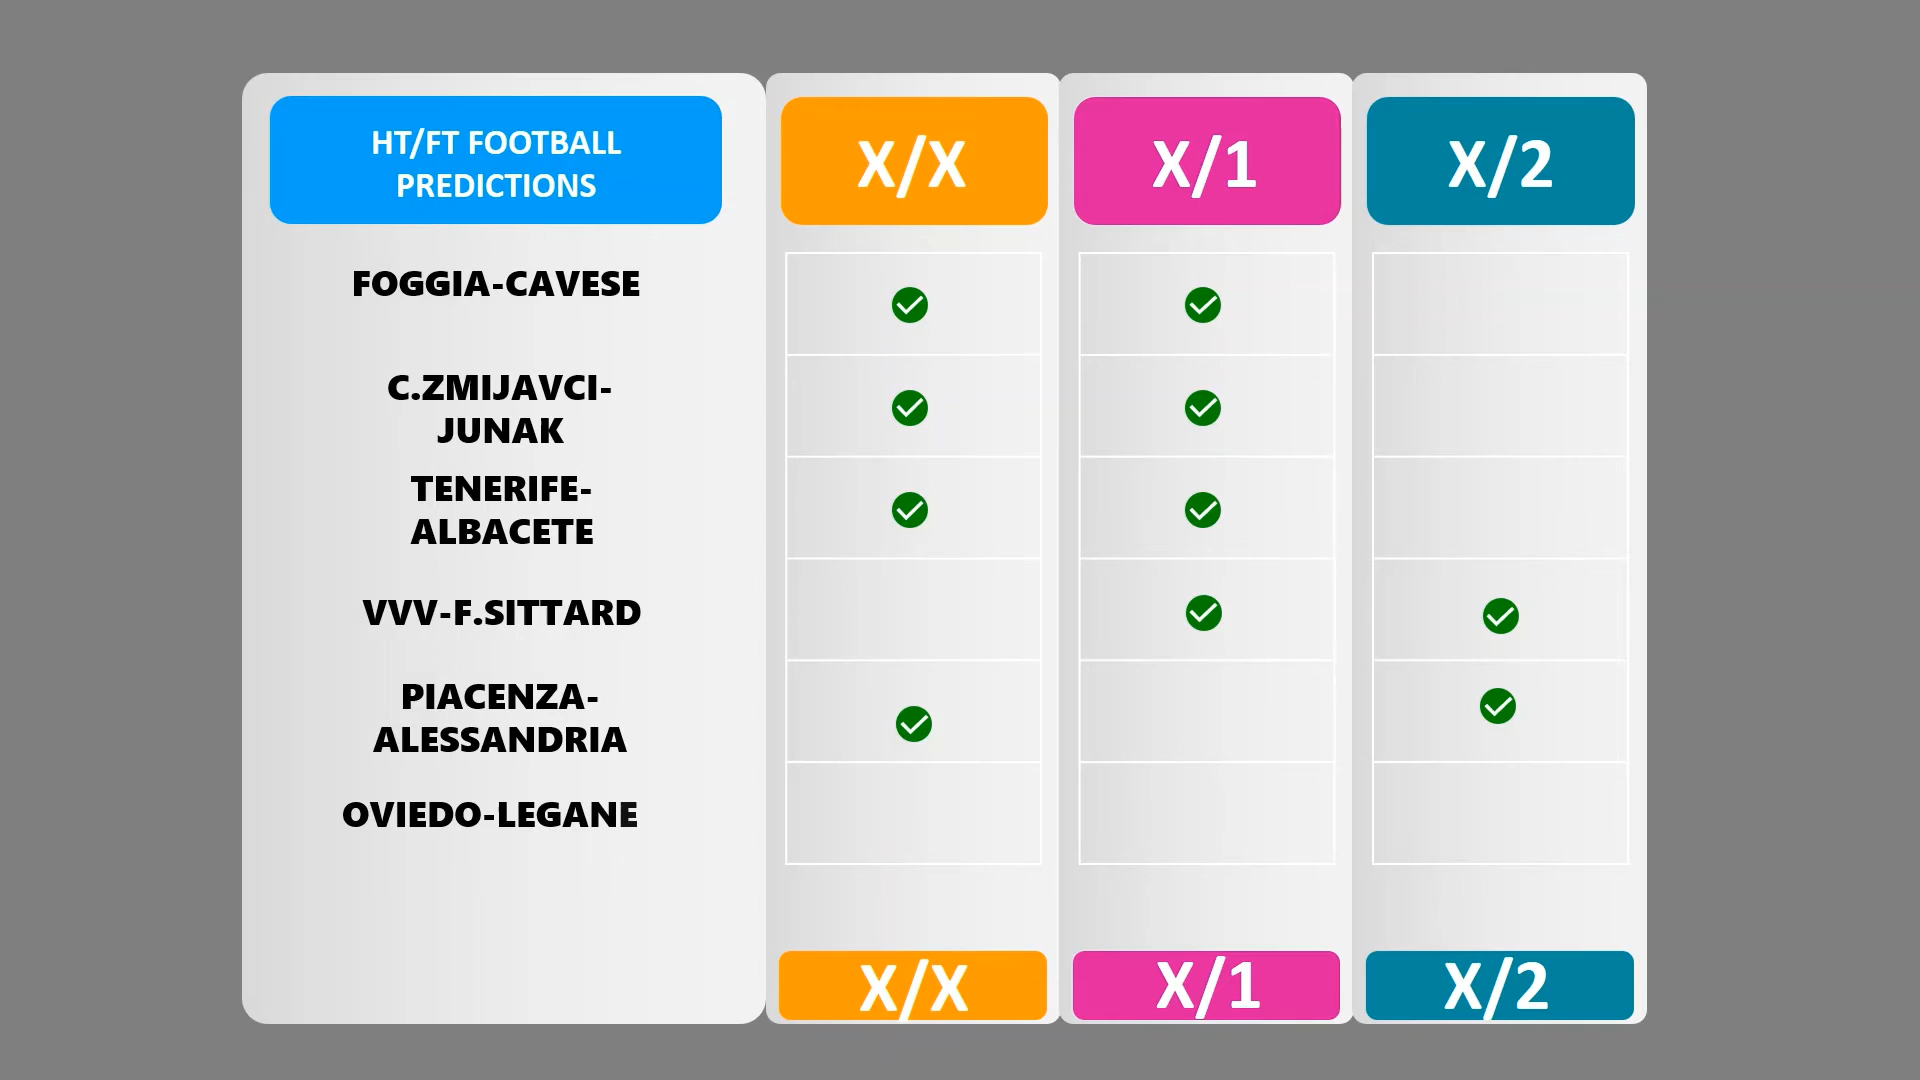 HT/FT FOOTBALL
PREDICTIONS
X/X
X/1
X/2
FOGGIA-CAVESE
C.ZMIJAVCI-
JUNAK
TENERIFE-
ALBACETE
VVV-F.SITTARD
PIACENZA-
ALESSANDRIA
OVIEDO-LEGANE
X/X
X/1
X/2